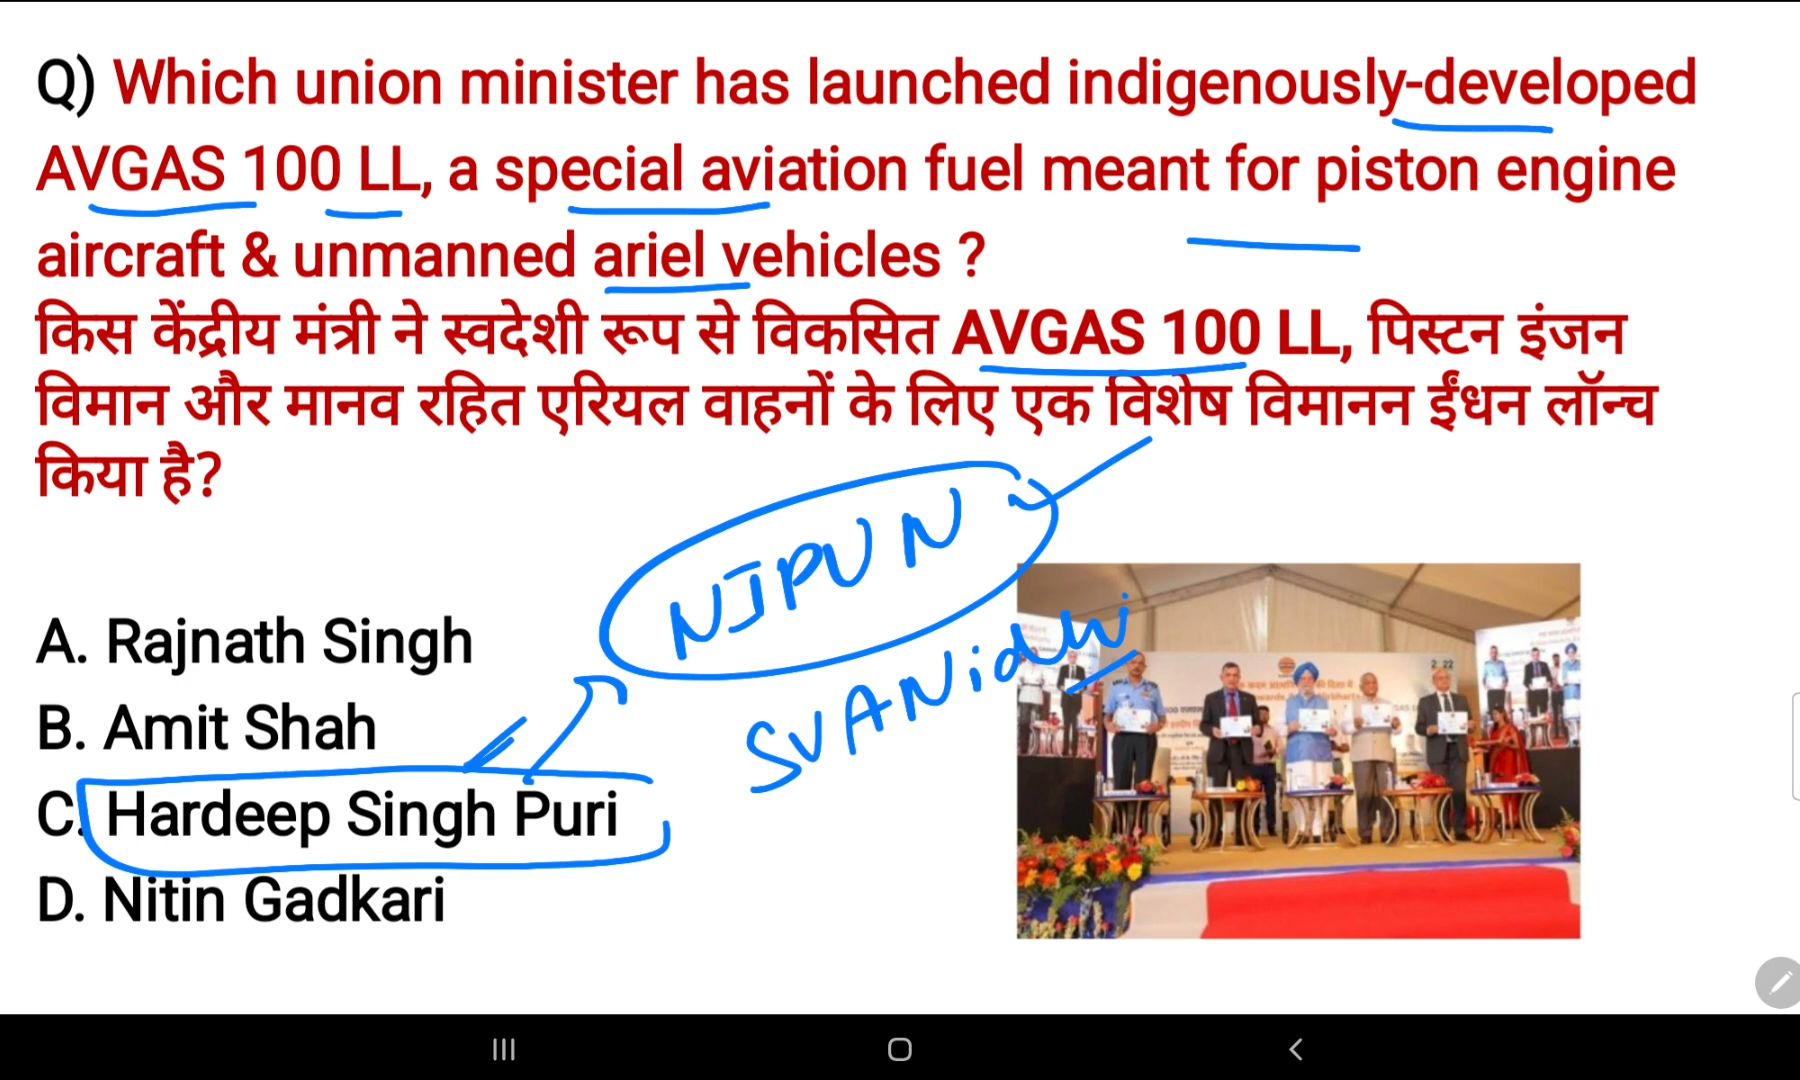 Q) Which union minister has launched indigenously-developed
AVGAS 100 LL, a special aviation fuel meant for piston engine
aircraft & unmanned ariel vehicles ?
किस केंद्रीय मंत्री ने स्वदेशी रूप से विकसित AVGAS 100 LL, पिस्टन इंजन
विमान और मानव रहित एरियल वाहनों के लिए एक विशेष विमानन ईंधन लॉन्च
किया है?
NIPUN
SVANidhi
A. Rajnath Singh
B. Amit Shah
C. Hardeep Singh Puri
D. Nitin Gadkari